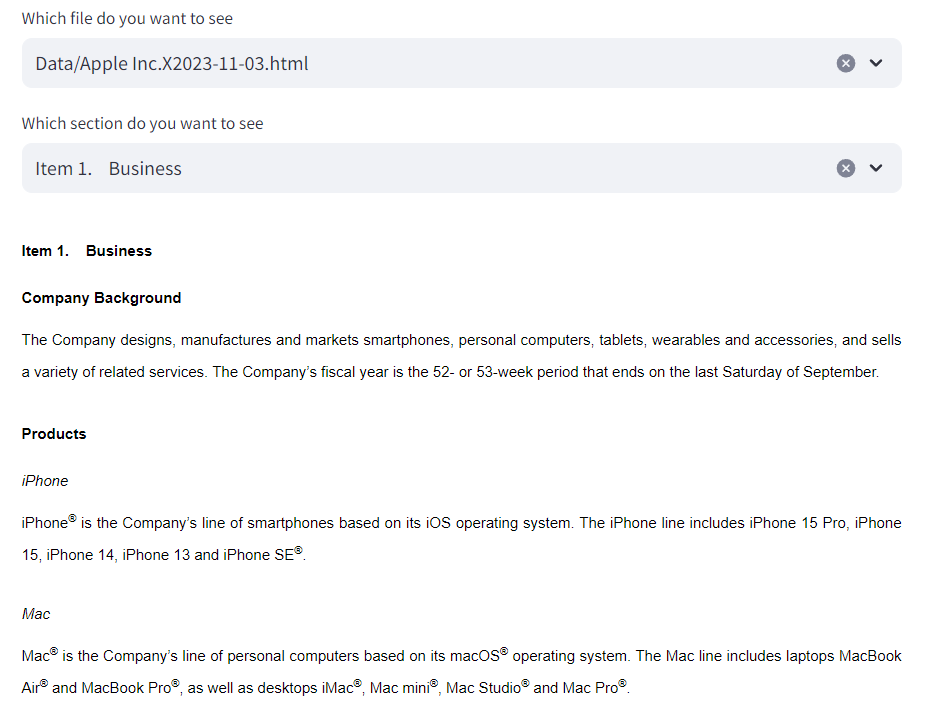 Which file do you want to see
Data/Apple Inc.X2023-11-03.html
Which section do you want to see
Item 1. Business
Item 1. Business
Company Background
The Company designs, manufactures and markets smartphones, personal computers, tablets, wearables and accessories, and sells
a variety of related services. The Company’s fiscal year is the 52- or 53-week period that ends on the last Saturday of September.
Products
iPhone
iPhone® is the Company’s line of smartphones based on its iOS operating system. The iPhone line includes iPhone 15 Pro, iPhone
15, iPhone 14, iPhone 13 and iPhone SE®.
Mac
Mac® is the Company’s line of personal computers based on its macOS® operating system. The Mac line includes laptops MacBook
Air® and MacBook Pro®, as well as desktops iMac®, Mac mini®, Mac Studio® and Mac Pro®.